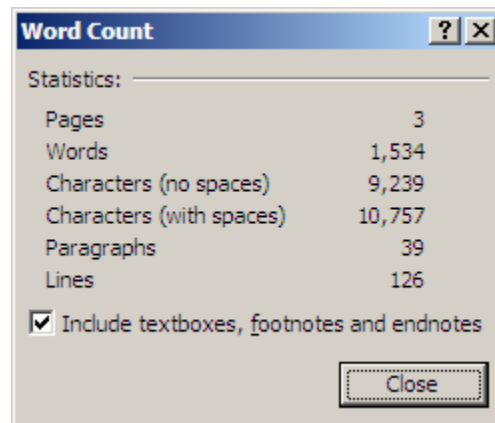 Word Count
Statistics:
Pages 3
Words 1,534
Characters (no spaces) 9,239
Characters (with spaces) 10,757
Paragraphs 39
Lines 126
Include textboxes, footnotes and endnotes
Close